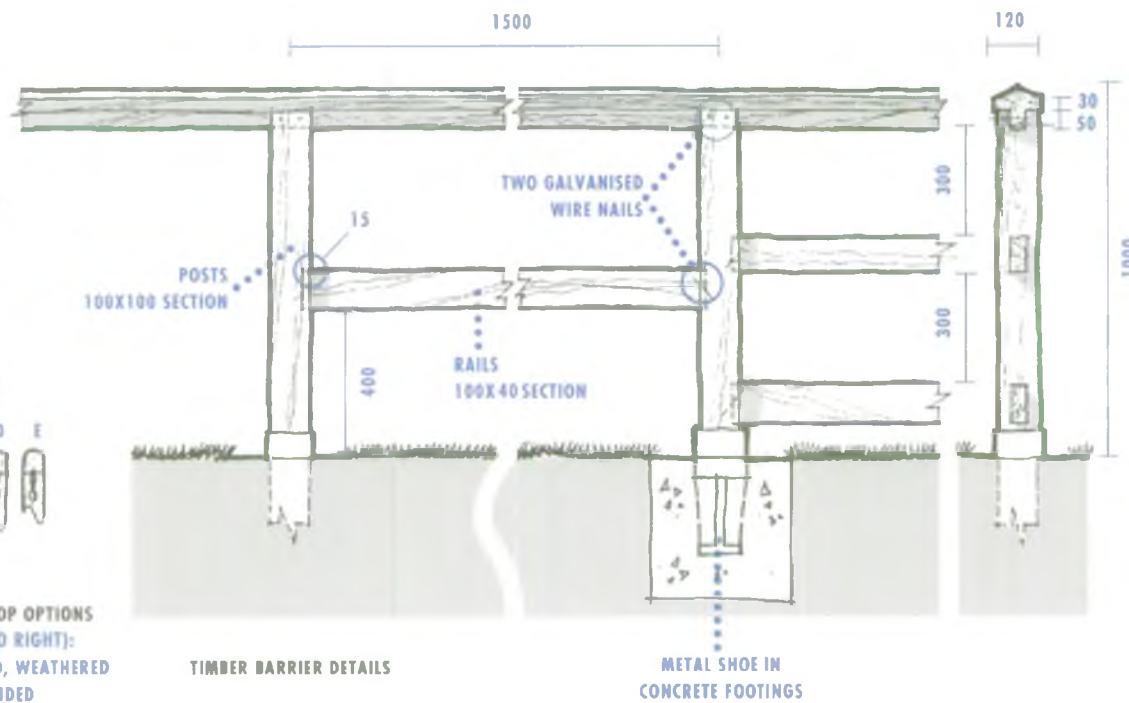 1500
120
30
50
TWO GALVANISED
WIRE NAILS
300
15
POSTS
100X100 SECTION
1000
300
RAILS
100X40 SECTION
400
E
OP OPTIONS
RIGHT):
, WEATHERED
TIMBER BARRIER DETAILS
METAL SHOE IN
CONCRETE FOOTINGS